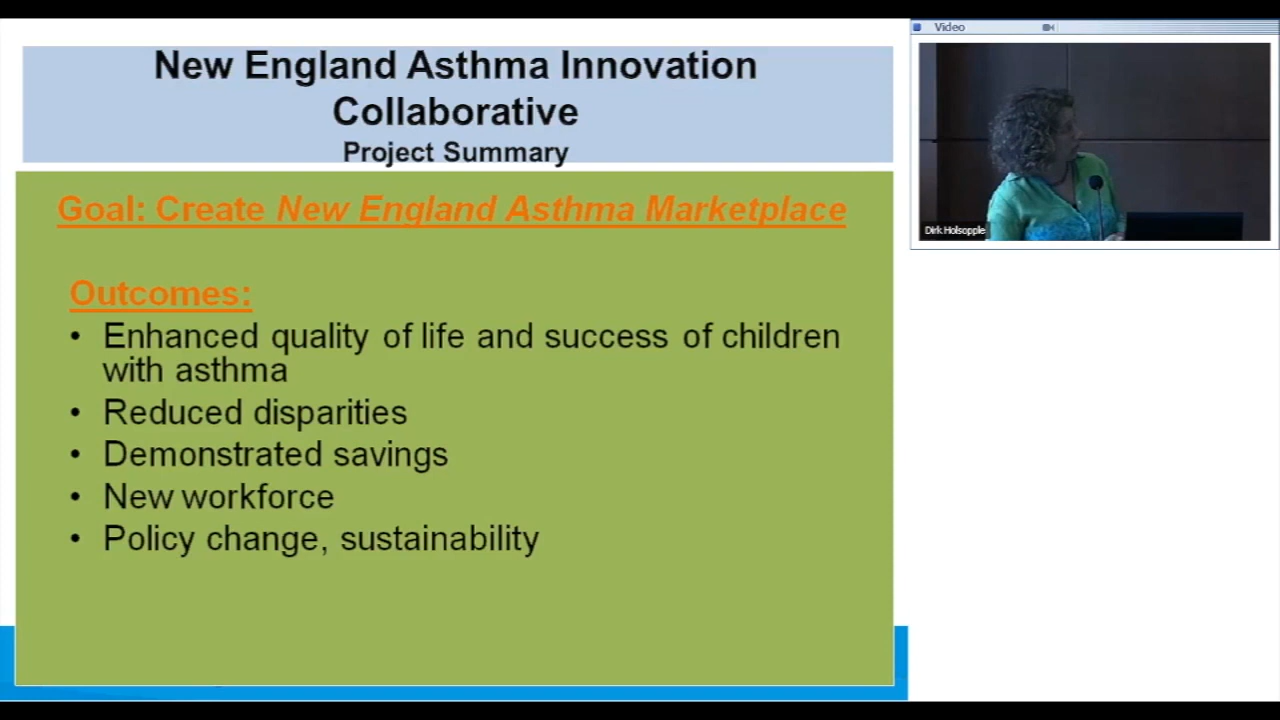 New England Asthma Innovation
Collaborative
Project Summary
Goal: Create New England Asthma Marketplace
Outcomes:
• Enhanced quality of life and success of children
with asthma
• Reduced disparities
• Demonstrated savings
• New workforce
• Policy change, sustainability
Video
Dirk Holsopple